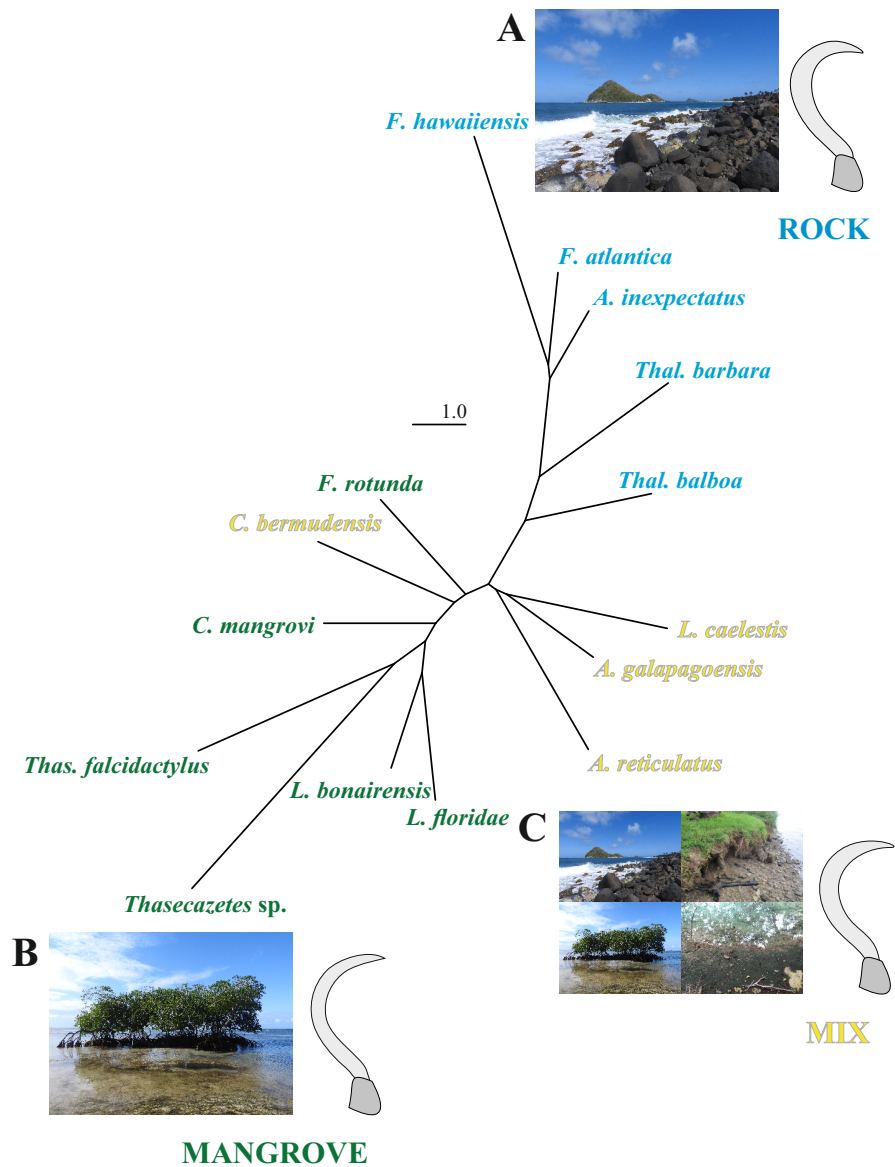 A
F. hawaiiensis
ROCK
F. atlantica
A. inexpectatus
Thal. barbara
1.0
Thal. balboa
F. rotunda
C. bermudensis
C. mangrovi
L. caelestis
A. galapagoensis
A. reticulatus
Thas. falcidactylus
L. bonairensis
L. floridae
Thasecazetes sp.
C
B
MIX
MANGROVE